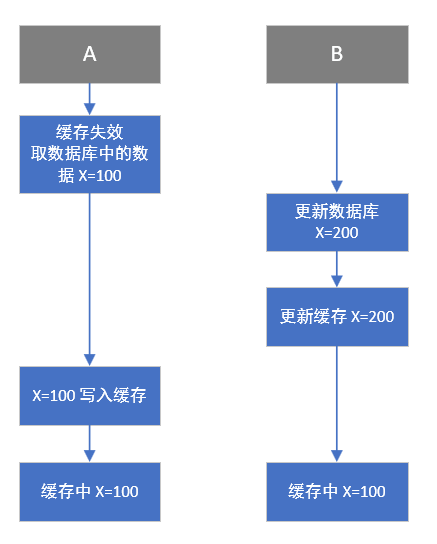 A
缓存失效
取数据库中的数
据 X=100
X=100 写入缓存
缓存中 X=100
B
更新数据库
X=200
更新缓存 X=200
缓存中 X=100